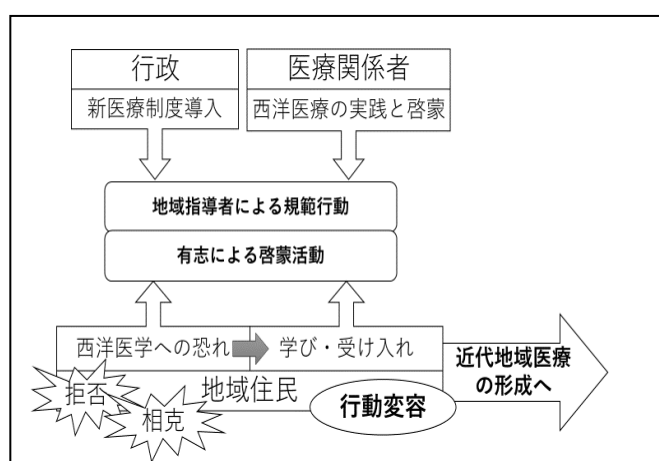 行政
新医療制度導入
医療関係者
西洋医療の実践と啓蒙
地域指導者による規範行動
有志による啓蒙活動
西洋医学への恐れ
学び・受け入れ
地域住民
拒否
相克
行動変容
近代地域医療
の形成へ